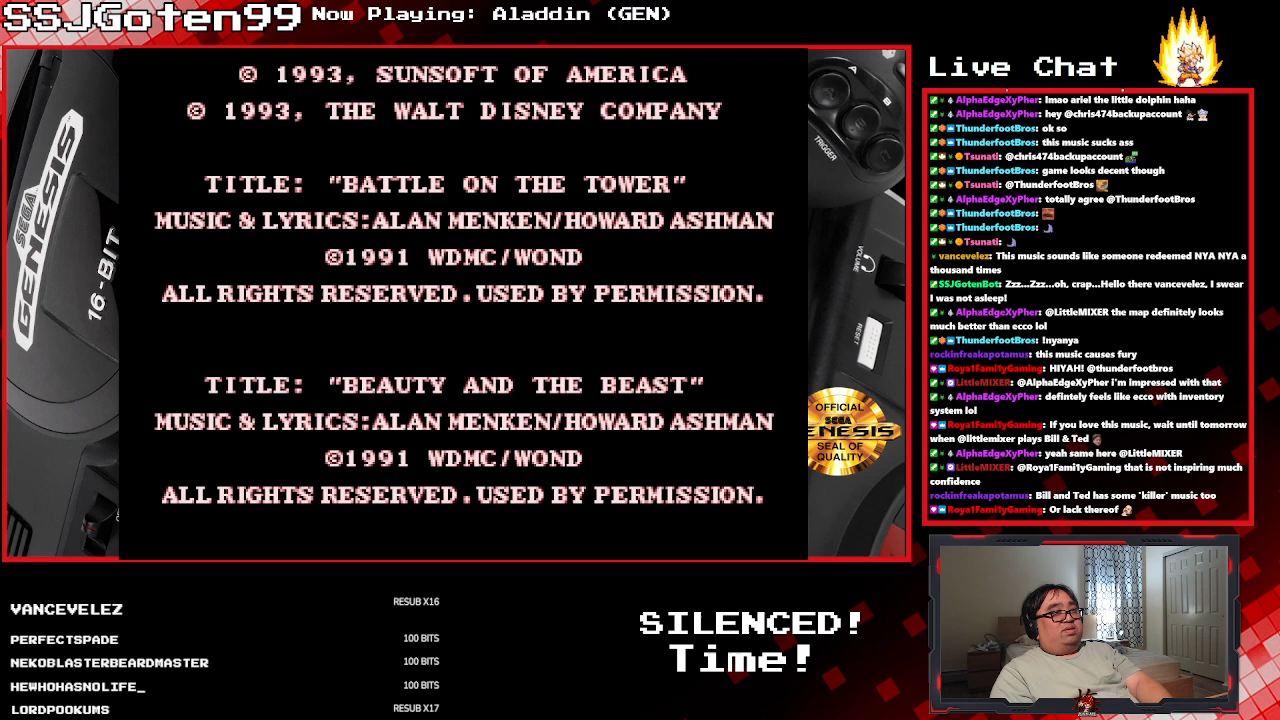 SSJGoten99
Now Playing: Aladdin (GEN)
© 1993, SUNSOFT OF AMERICA
© 1993, THE WALT DISNEY COMPANY
TITLE: "BATTLE ON THE TOWER"
MUSIC & LYRICS:ALAN MENKEN/HOWARD ASHMAN
©1991 WDMC/WOND
ALL RIGHTS RESERVED.USED BY PERMISSION.
TITLE: "BEAUTY AND THE BEAST"
MUSIC & LYRICS:ALAN MENKEN/HOWARD ASHMAN
©1991 WDMC/WOND
ALL RIGHTS RESERVED.USED BY PERMISSION.
SEGA
GENESIS
16-BIT
A
B
TRIGGER
VOLUME
RESET
OFFICIAL
SEGA
ENESIS
SEAL OF
QUALITY
Live Chat
AlphaEdgeXyPher: lmao ariel the little dolphin haha
AlphaEdgeXyPher: hey @chris474backupaccount
ThunderfootBros: ok so
ThunderfootBros: this music sucks ass
Tsunati: @chris474backupaccount
ThunderfootBros: game looks decent though
Tsunati: @ThunderfootBros
AlphaEdgeXyPher: totally agree @ThunderfootBros
ThunderfootBros:
ThunderfootBros:
Tsunati:
vancevelez: This music sounds like someone redeemed NYA NYA a
thousand times
SSJGotenBot: Zzz...Zzz...oh, crap...Hello there vancevelez, I swear
I was not asleep!
AlphaEdgeXyPher: @LittleMIXER the map definitely looks
much better than ecco lol
ThunderfootBros: !nyanya
rockinfreakapotamus: this music causes fury
Roya1Fami1yGaming: HIYAH! @thunderfootbros
LittleMIXER: @AlphaEdgeXyPher i'm impressed with that
AlphaEdgeXyPher: defintely feels like ecco with inventory
system lol
Roya1Fami1yGaming: If you love this music, wait until tomorrow
when @littlemixer plays Bill & Ted
AlphaEdgeXyPher: yeah same here @LittleMIXER
LittleMIXER: @Roya1Fami1yGaming that is not inspiring much
confidence
rockinfreakapotamus: Bill and Ted has some 'killer' music too
Roya1Fami1yGaming: Or lack thereof
VANCEVELEZ RESUB X16
PERFECTSPADE 100 BITS
NEKOBLASTERBEARDMASTER 100 BITS
HEWHOHASNOLIFE_ 100 BITS
LORDPOOKUMS RESUB X17
SILENCED!
Time!